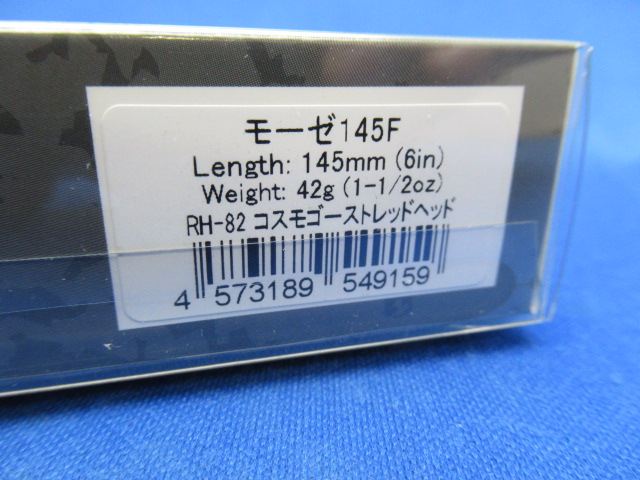 モーゼ145F
Length: 145mm (6in)
Weight: 42g (1-1/2oz)
RH-82 コスモゴーストレッドヘッド
4 573189 549159